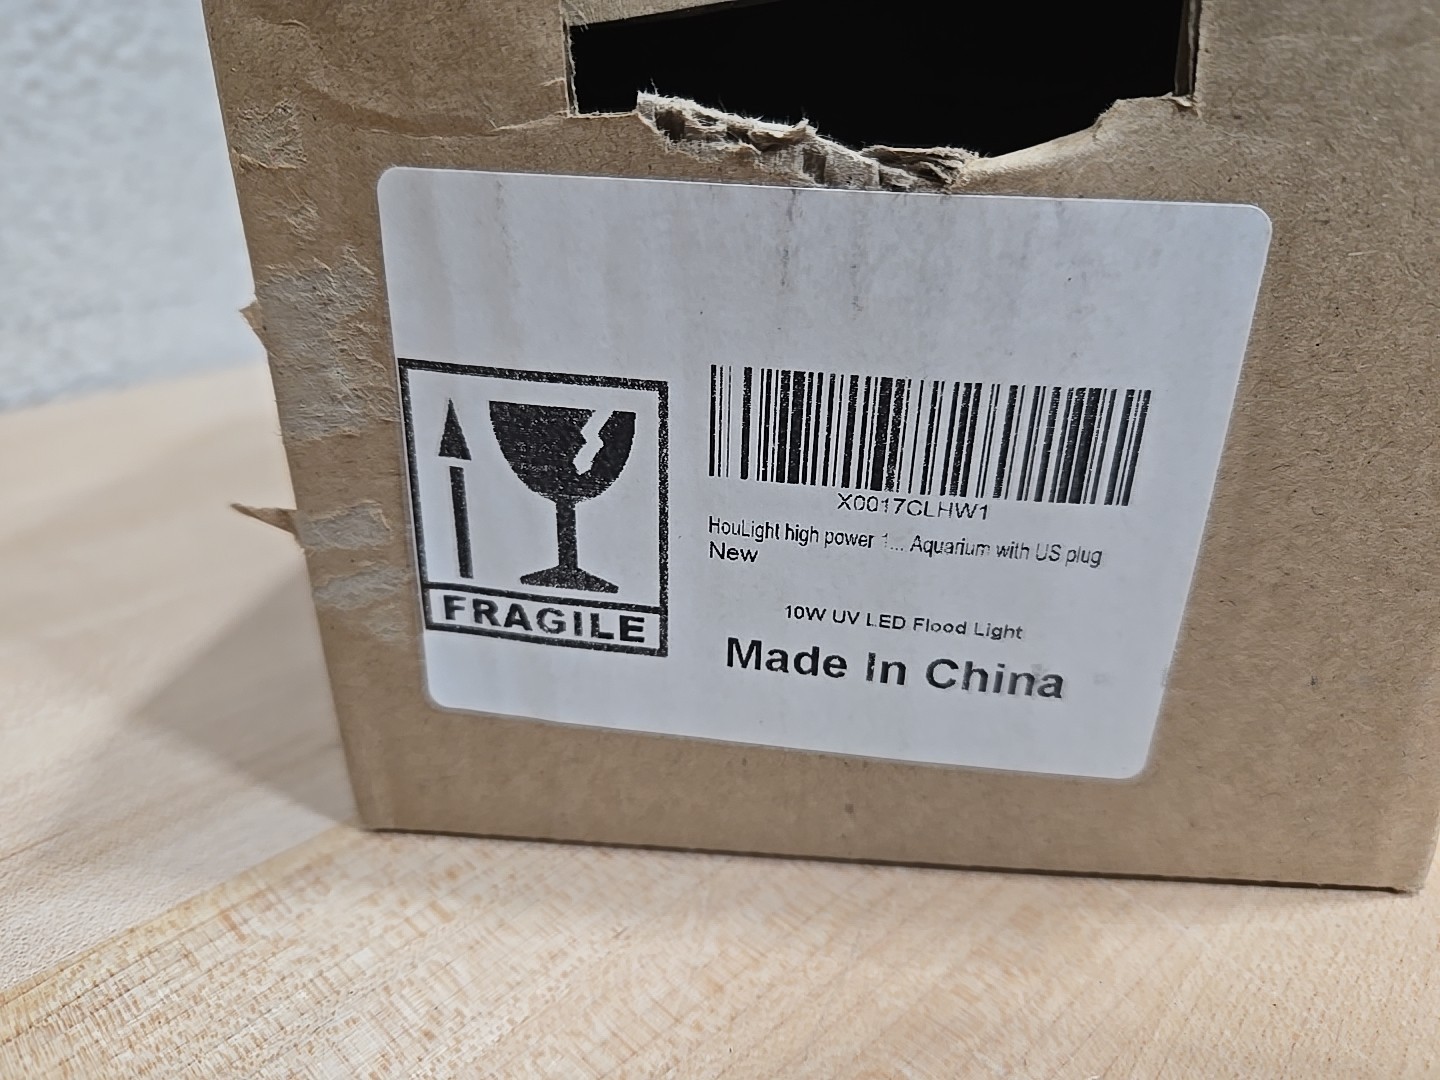 X0017CLHW1
HouLight high power 1... Aquarium with US plug
New
10W UV LED Flood Light
Made In China
FRAGILE